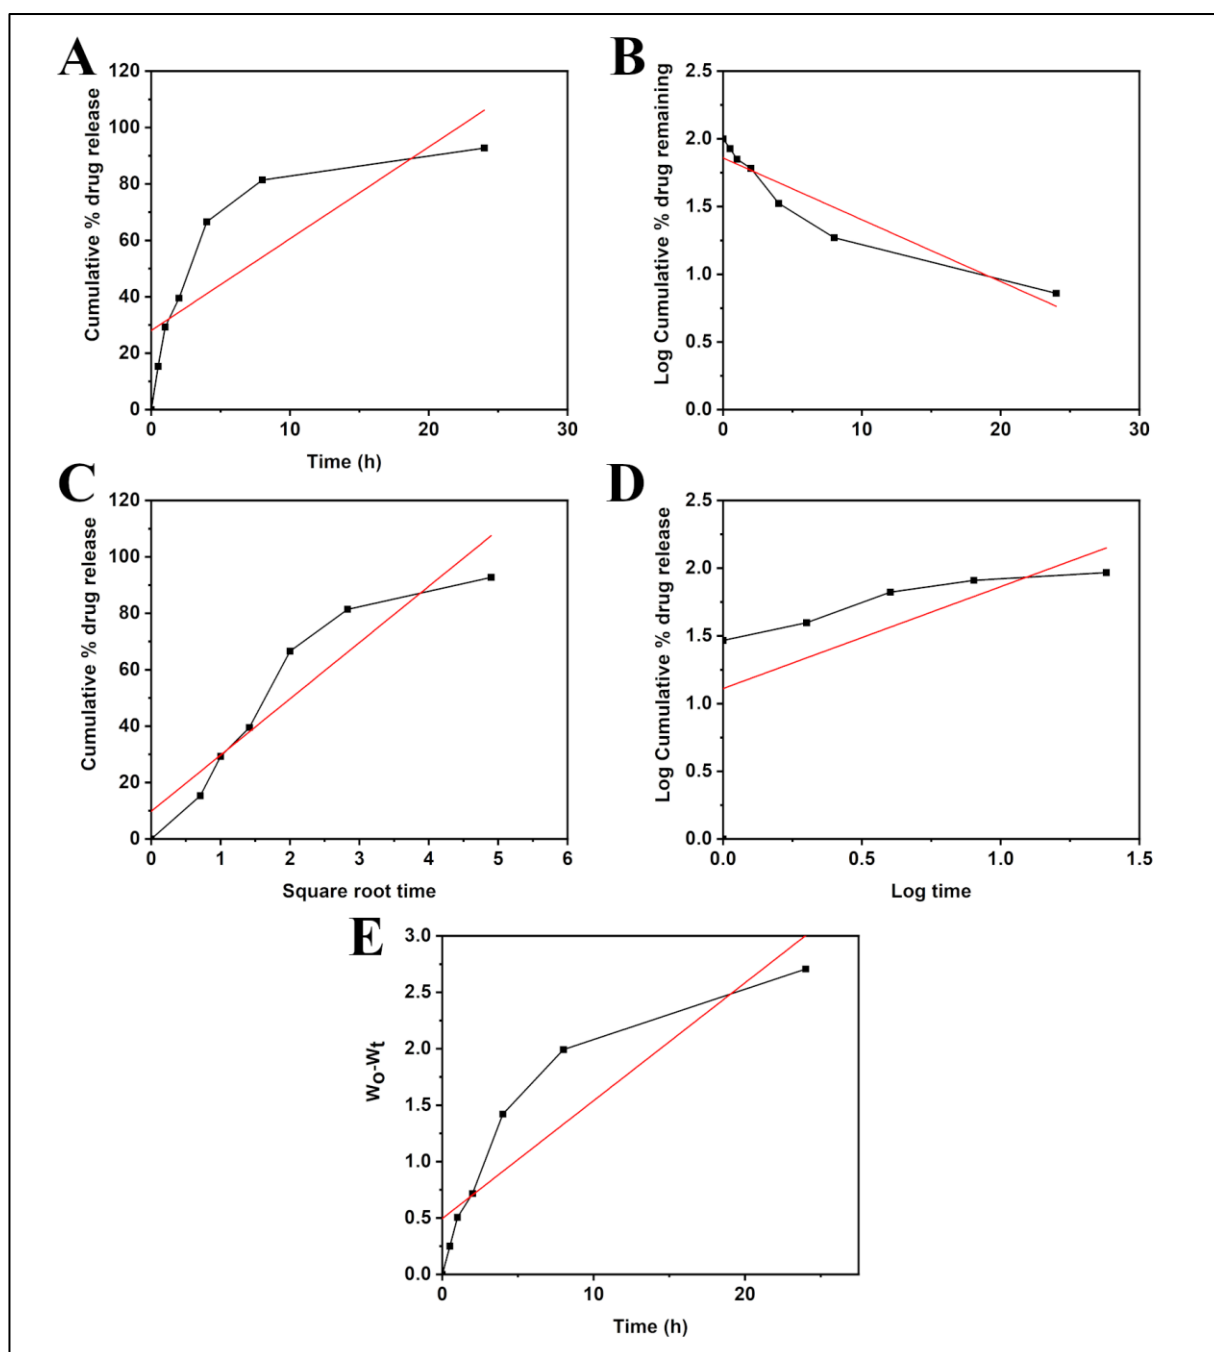 A
120
100
80
60
40
20
0
0 10 20 30
Cumulative % drug release
Time (h)
B
2.5
2.0
1.5
1.0
0.5
0.0
0 10 20 30
Log Cumulative % drug remaining
C
120
100
80
60
40
20
0
0 1 2 3 4 5 6
Cumulative % drug release
Square root time
D
2.5
2.0
1.5
1.0
0.5
0.0
0.0 0.5 1.0 1.5
Log Cumulative % drug release
Log time
E
3.0
2.5
2.0
1.5
1.0
0.5
0.0
0 10 20
Wo-Wt
Time (h)